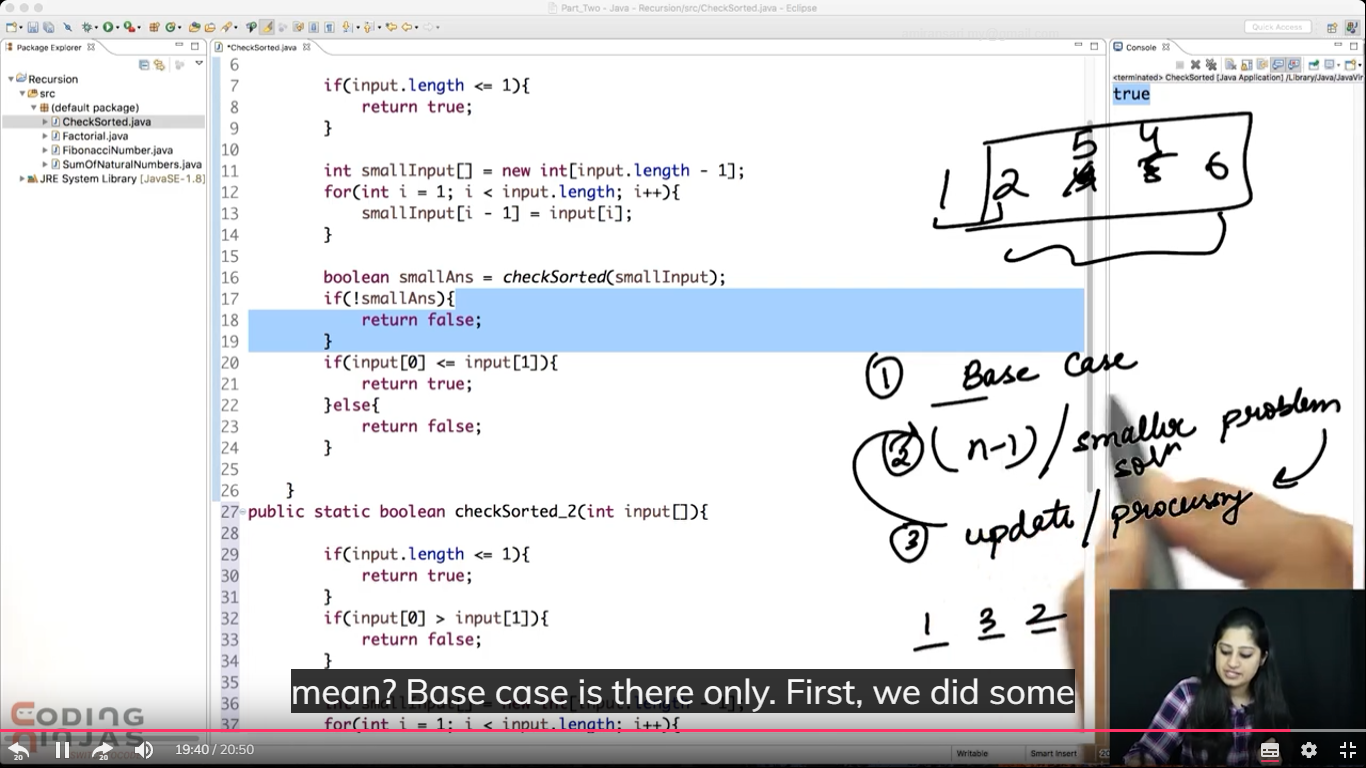 Part_Two - Java - Recursion/src/CheckSorted.java - Eclipse
Quick Access
Package Explorer
*CheckSorted.java
Console
Recursion
src
(default package)
CheckSorted.java
Factorial.java
FibonacciNumber.java
SumOfNaturalNumbers.java
JRE System Library [JavaSE-1.8]
6
7 if(input.length <= 1){
8 return true;
9 }
10
11 int smallInput[] = new int[input.length - 1];
12 for(int i = 1; i < input.length; i++){
13 smallInput[i - 1] = input[i];
14 }
15
16 boolean smallAns = checkSorted(smallInput);
17 if(!smallAns){
18 return false;
19 }
20 if(input[0] <= input[1]){
21 return true;
22 }else{
23 return false;
24 }
25
26 }
27 public static boolean checkSorted_2(int input[]){
28
29 if(input.length <= 1){
30 return true;
31 }
32 if(input[0] > input[1]){
33 return false;
34 }
35
36 int smallInput[] = new int[input.length - 1];
37 for(int i = 1; i < input.length; i++){
<terminated> CheckSorted [Java Application] /Library/Java/JavaVir
true
5 4
1 2 6
1 Base Case
2 (n-1) / smaller problem
soln
3 update / processing
1 3 2
mean? Base case is there only. First, we did some
CODING
NINJAS
20 20 19:40 / 20:50
Writable
Smart Insert